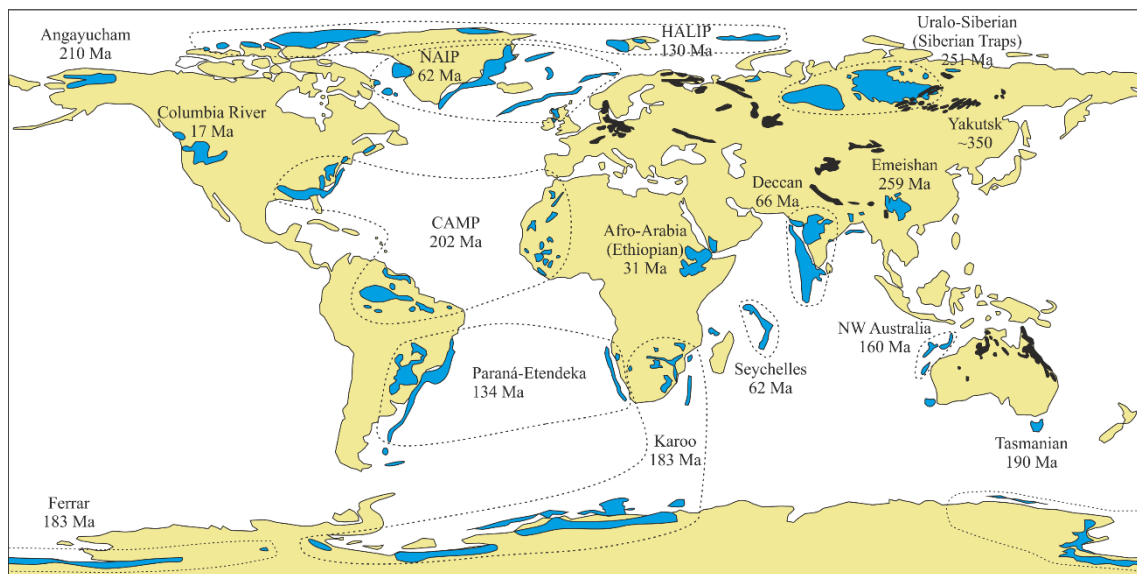 Angayucham
210 Ma
NAIP
62 Ma
HALIP
130 Ma
Uralo-Siberian
(Siberian Traps)
251 Ma
Columbia River
17 Ma
Yakutsk
~350
Emeishan
259 Ma
Deccan
66 Ma
CAMP
202 Ma
Afro-Arabia
(Ethiopian)
31 Ma
NW Australia
160 Ma
Paraná-Etendeka
134 Ma
Seychelles
62 Ma
Karoo
183 Ma
Tasmanian
190 Ma
Ferrar
183 Ma